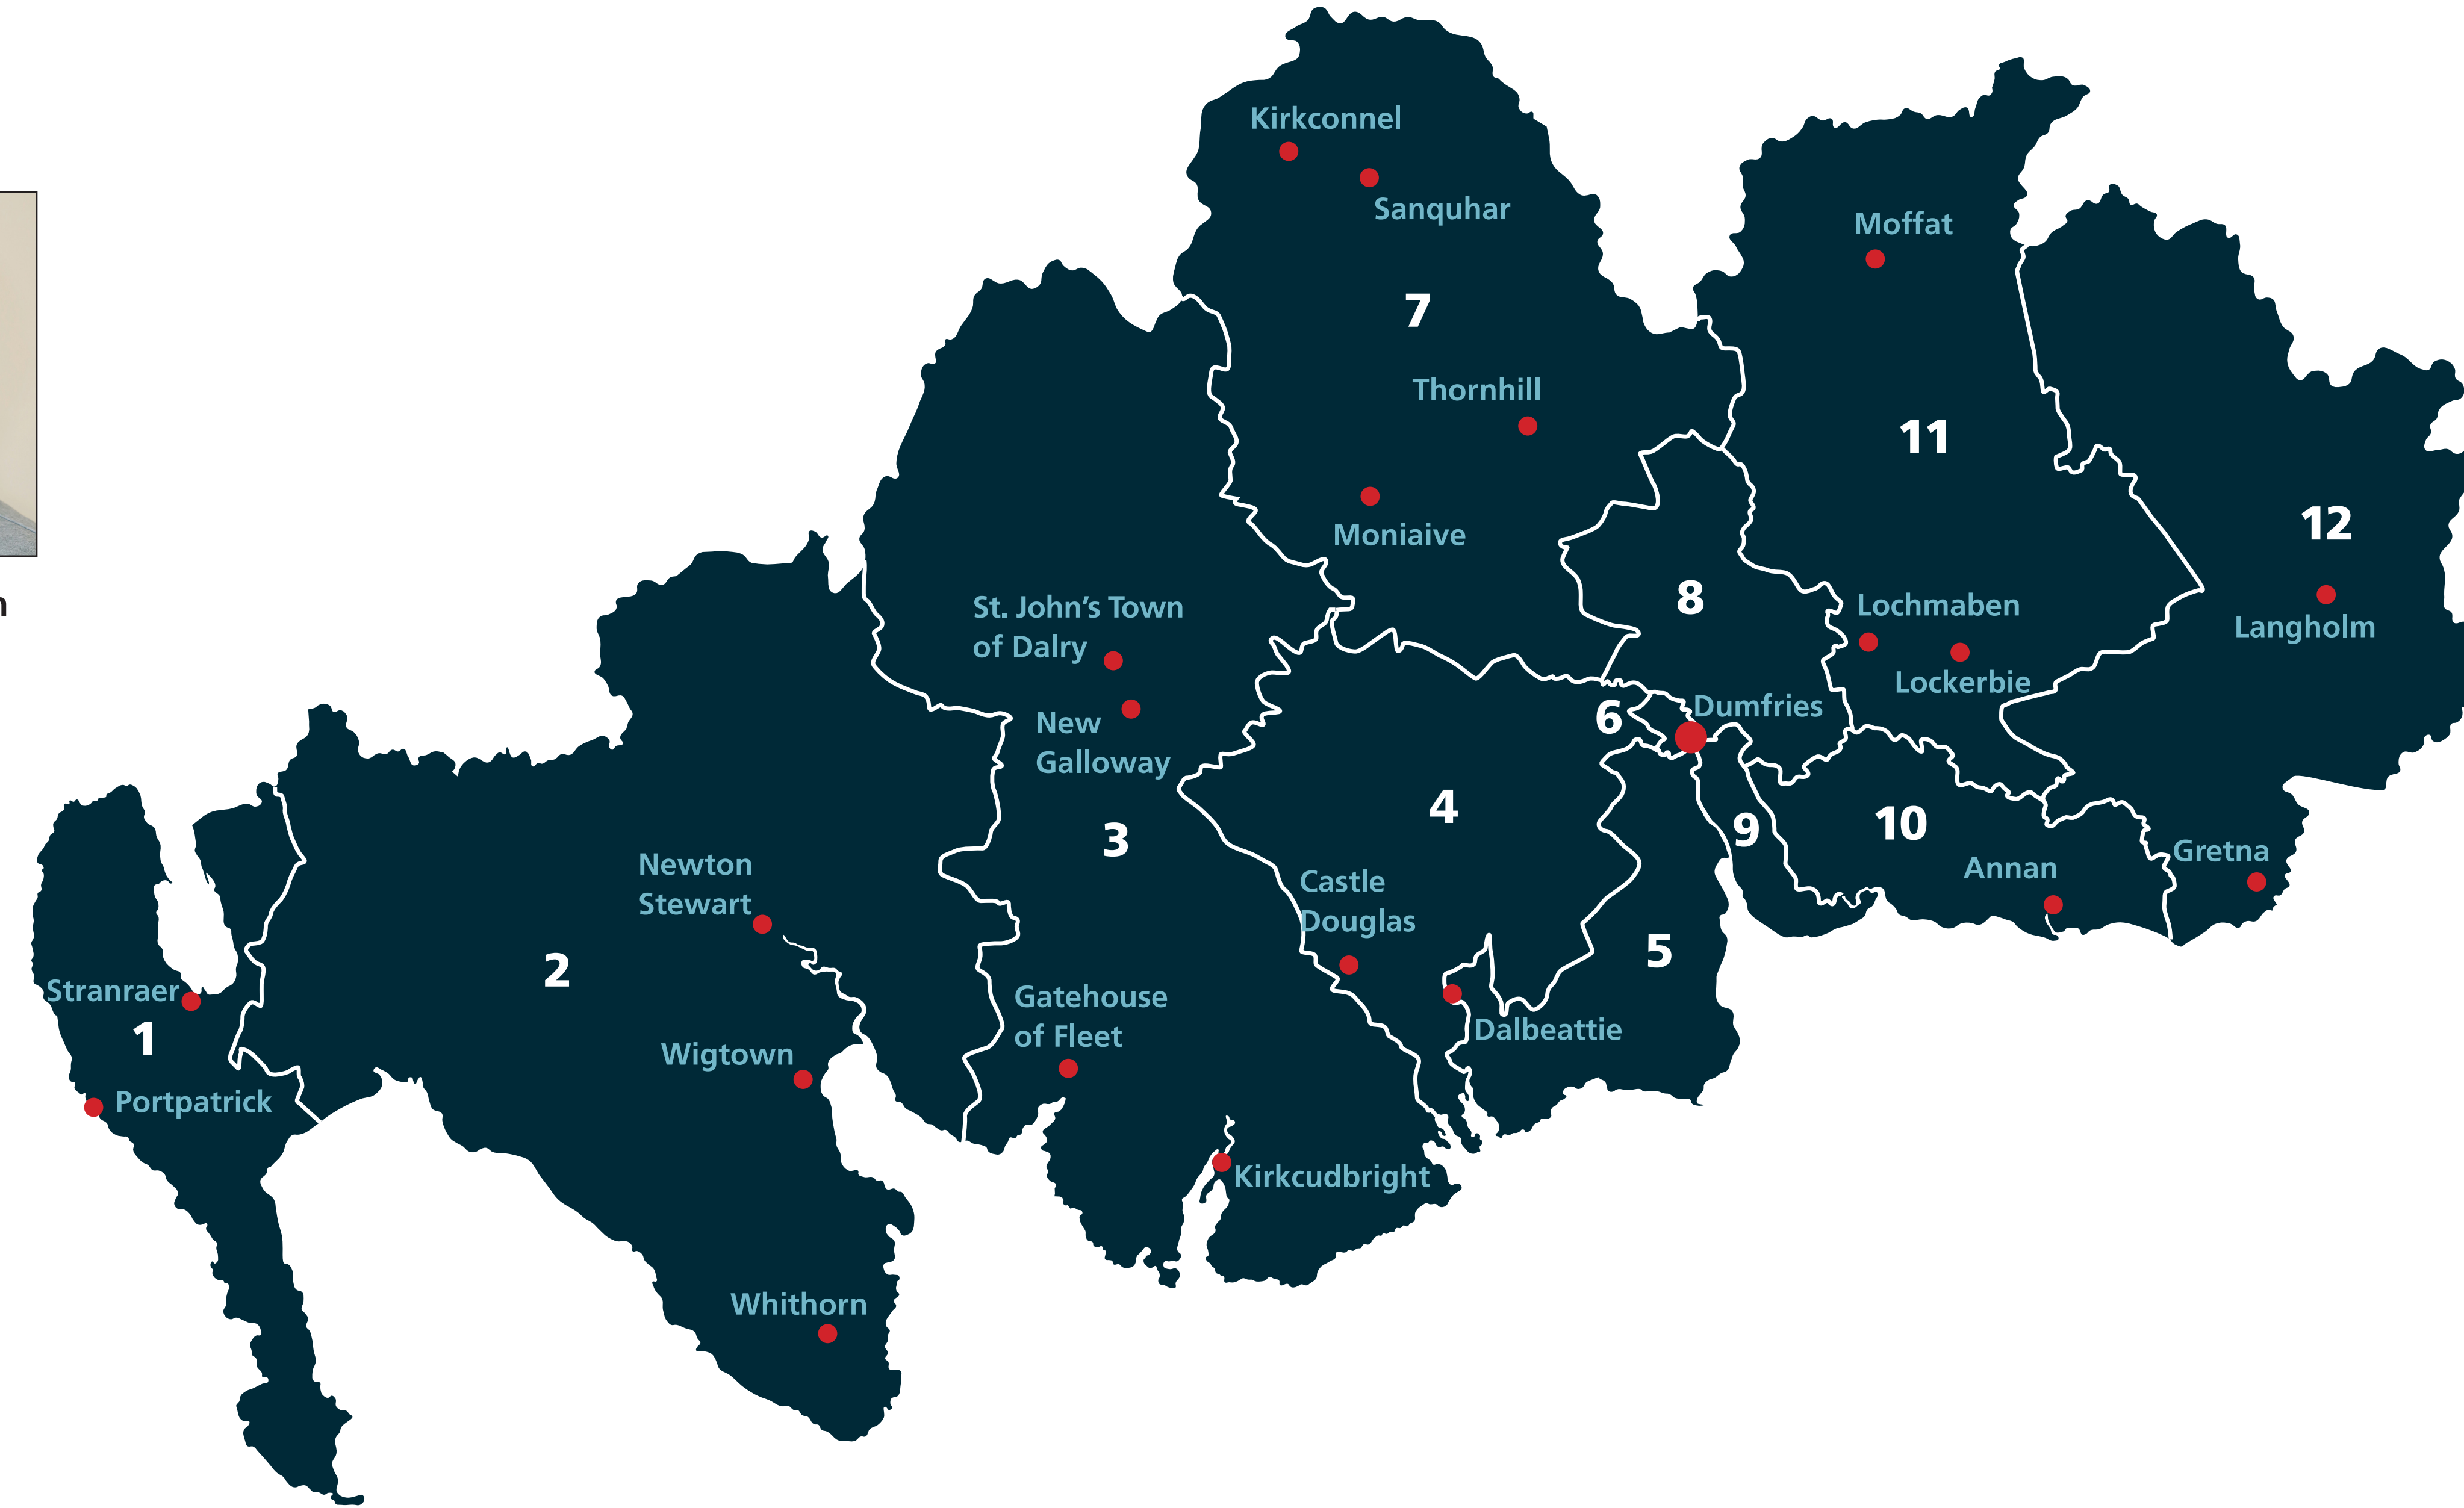 Kirkconnel
Sanquhar
Moffat
7
Thornhill
11
12
Moniaive
8
St. John's Town
of Dalry
Lochmaben
Langholm
n
Lockerbie
6
Dumfries
New
Galloway
4
3
9
10
Newton
Stewart
Castle
Douglas
Annan
Gretna
2
5
Stranraer
1
Gatehouse
of Fleet
Dalbeattie
Wigtown
Portpatrick
Kirkcudbright
Whithorn